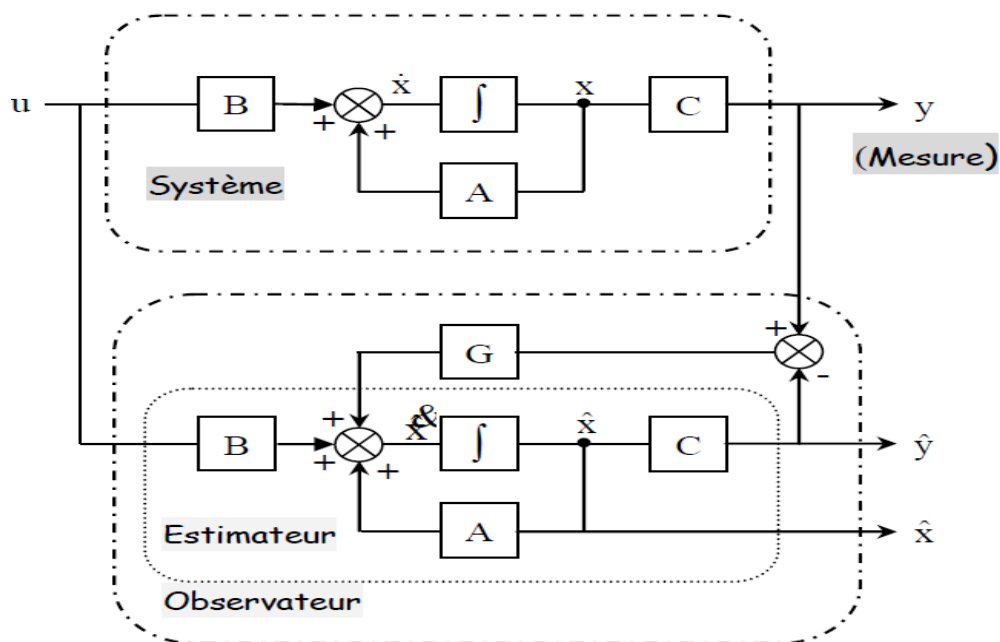 u
B
ẋ
∫
x
C
y
+
+
(Mesure)
A
Système
+
G
-
+
B
x̂&
∫
x̂
C
ŷ
+
+
Estimateur
A
x̂
Observateur